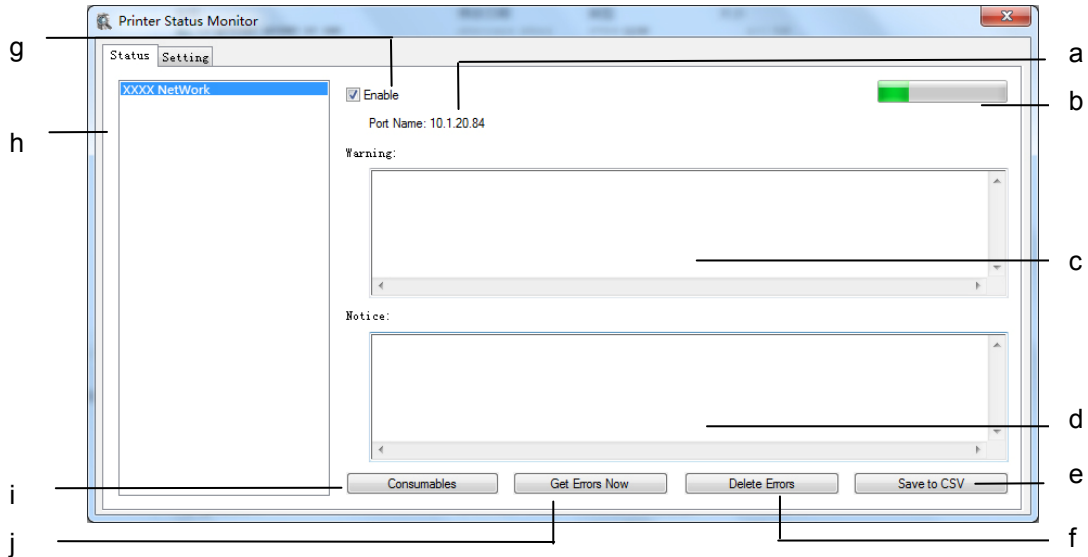 Printer Status Monitor
g
Status Setting
a
XXXX NetWork
Enable
b
Port Name: 10.1.20.84
h
Warning:
c
Notice:
d
Consumables Get Errors Now Delete Errors Save to CSV
e
i
f
j